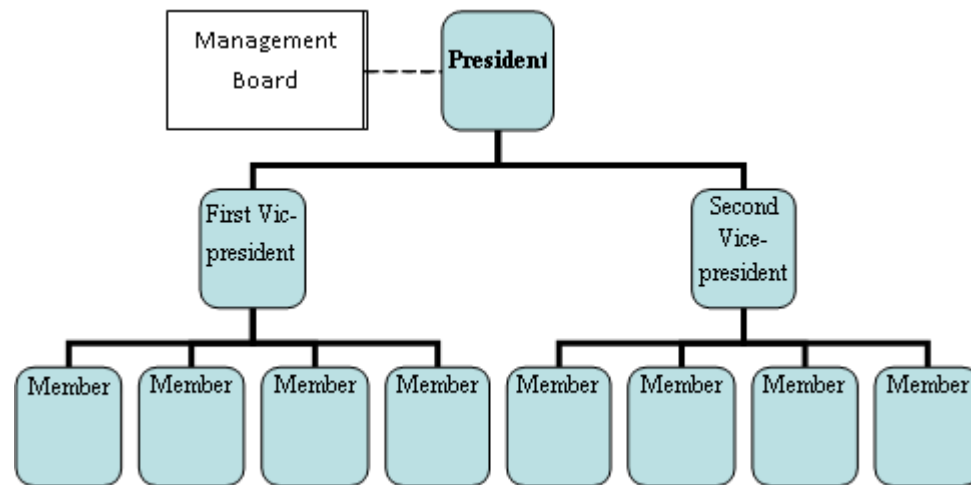 Management
Board
President
First Vic-
president
Second
Vice-
president
Member
Member
Member
Member
Member
Member
Member
Member